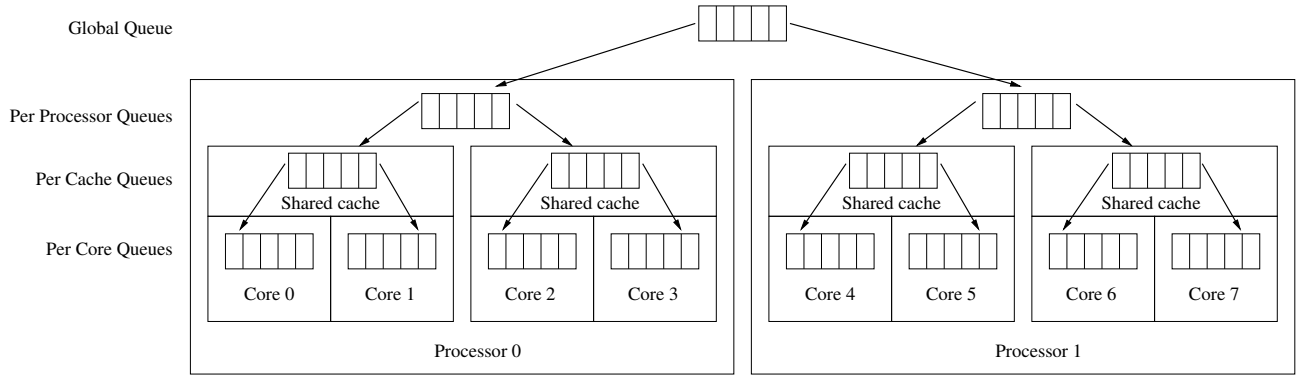 Global Queue
Per Processor Queues
Per Cache Queues
Shared cache
Shared cache
Shared cache
Shared cache
Per Core Queues
Core 0
Core 1
Core 2
Core 3
Core 4
Core 5
Core 6
Core 7
Processor 0
Processor 1